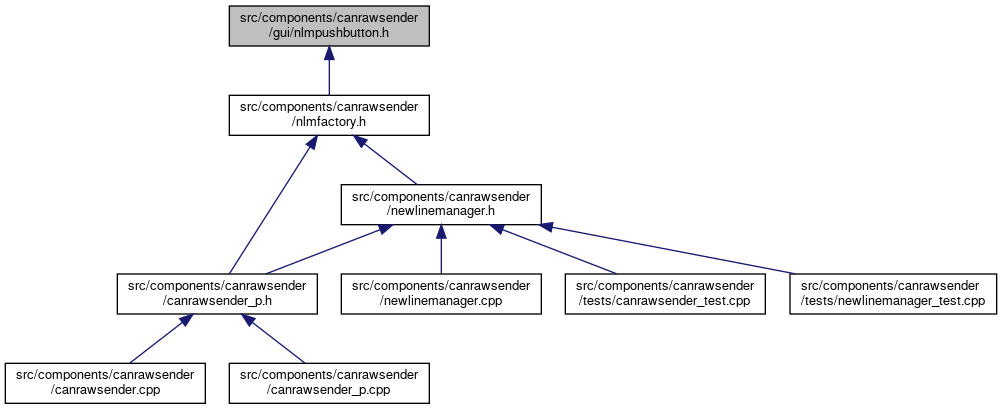 src/components/canrawsender
/gui/nlmpushbutton.h
src/components/canrawsender
/nlmfactory.h
src/components/canrawsender
/newlinemanager.h
src/components/canrawsender
/canrawsender_p.h
src/components/canrawsender
/newlinemanager.cpp
src/components/canrawsender
/tests/canrawsender_test.cpp
src/components/canrawsender
/tests/newlinemanager_test.cpp
src/components/canrawsender
/canrawsender.cpp
src/components/canrawsender
/canrawsender_p.cpp